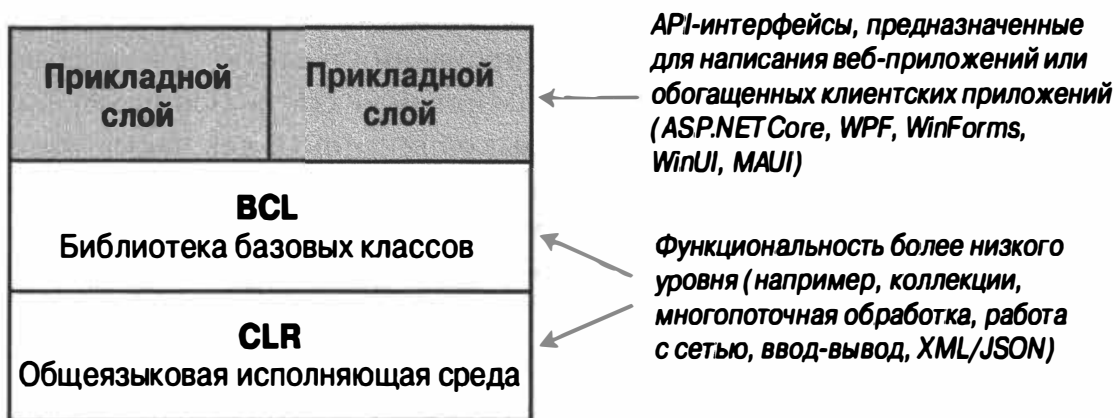 Прикладной
слой
Прикладной
слой
BCL
Библиотека базовых классов
CLR
Общеязыковая исполняющая среда
API-интерфейсы, предназначенные
для написания веб-приложений или
обогащенных клиентских приложений
(ASP.NET Core, WPF, WinForms,
WinUI, MAUI)
Функциональность более низкого
уровня (например, коллекции,
многопоточная обработка, работа
с сетью, ввод-вывод, XML/JSON)